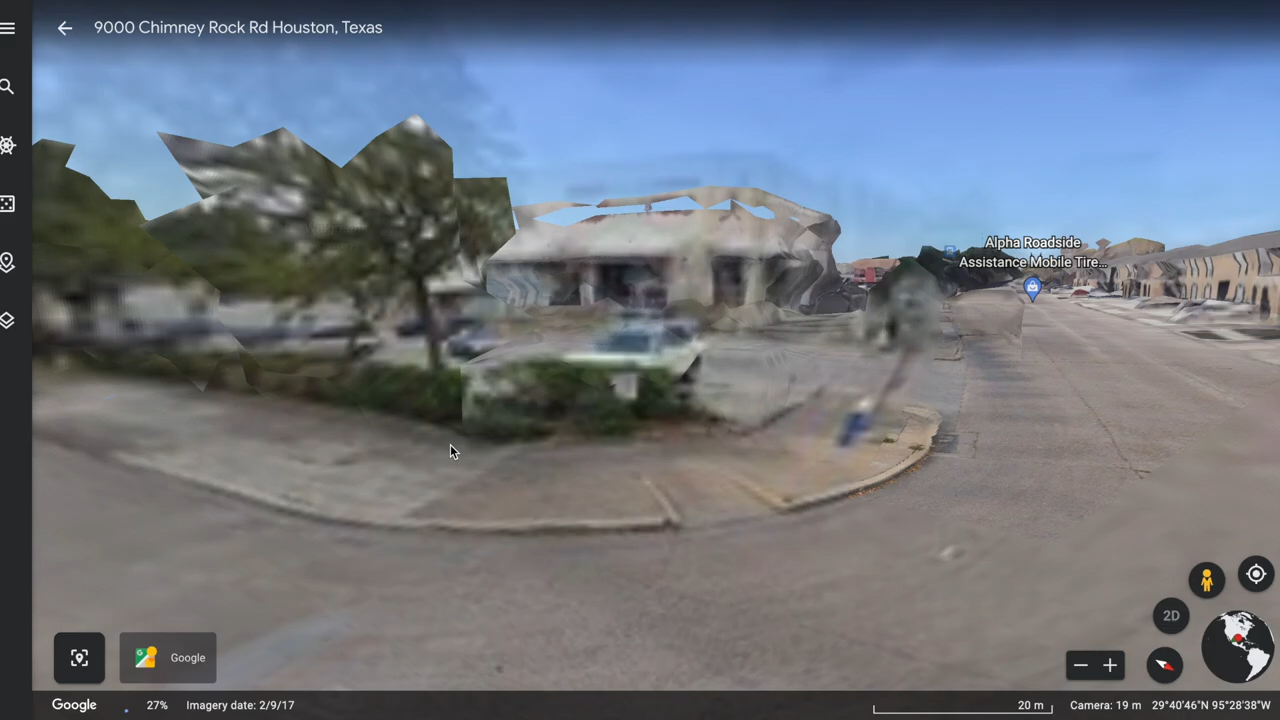 9000 Chimney Rock Rd Houston, Texas
Alpha Roadside
Assistance Mobile Tire...
2D
Google
Google 27% Imagery date: 2/9/17 20 m Camera: 19 m 29°40'46"N 95°28'38"W